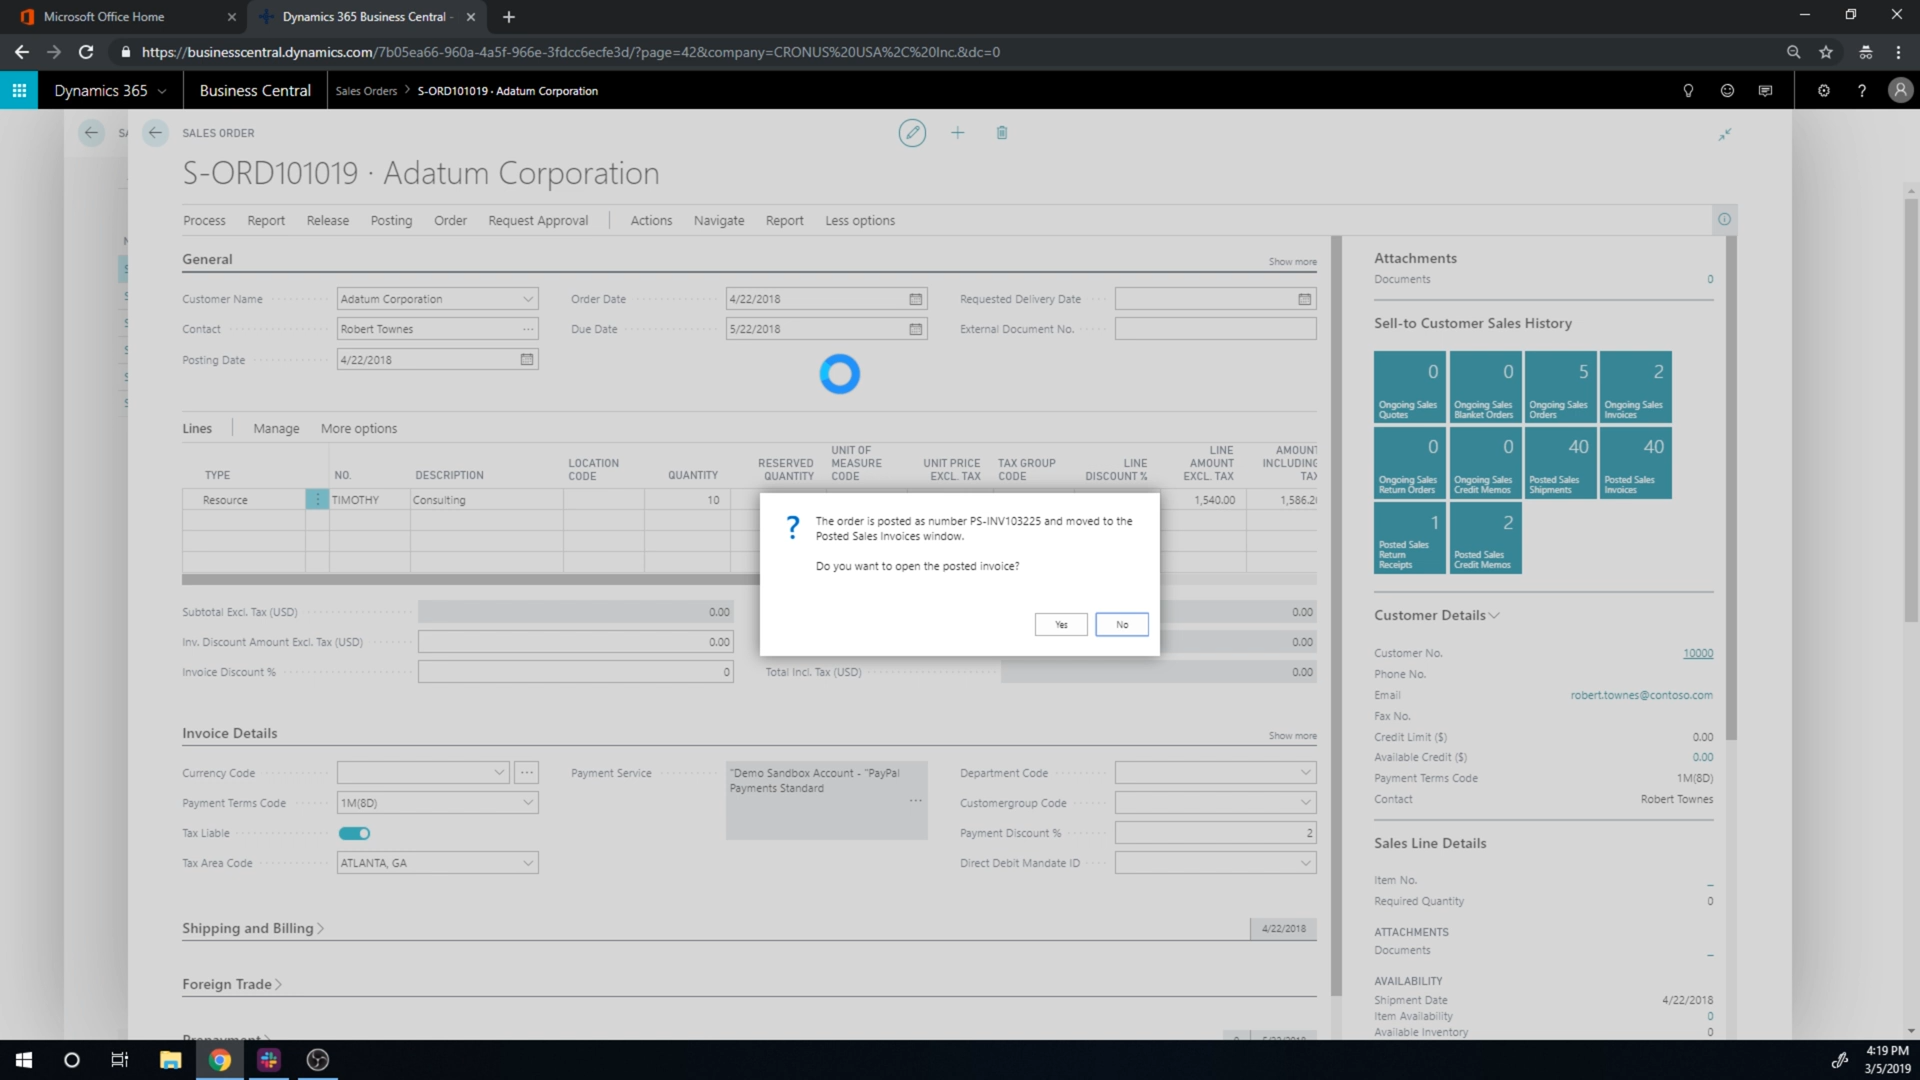 Microsoft Office Home
Dynamics 365 Business Central -
https://businesscentral.dynamics.com/7b05ea66-960a-4a5f-966e-3fdcc6ecfe3d/?page=42&company=CRONUS%20USA%2C%20Inc.&dc=0
Dynamics 365
Business Central
Sales Orders > S-ORD101019 · Adatum Corporation
SALES ORDER
S-ORD101019 · Adatum Corporation
Process Report Release Posting Order Request Approval Actions Navigate Report Less options
General
Show more
Customer Name Adatum Corporation
Contact Robert Townes
Posting Date 4/22/2018
Order Date 4/22/2018
Due Date 5/22/2018
Requested Delivery Date
External Document No.
Lines Manage More options
TYPE NO. DESCRIPTION LOCATION CODE QUANTITY RESERVED QUANTITY UNIT OF MEASURE CODE UNIT PRICE EXCL. TAX TAX GROUP CODE LINE DISCOUNT % LINE AMOUNT EXCL. TAX AMOUNT INCLUDING TAX
Resource TIMOTHY Consulting 10 1,540.00 1,586.2
The order is posted as number PS-INV103225 and moved to the
Posted Sales Invoices window.
Do you want to open the posted invoice?
Yes No
Subtotal Excl. Tax (USD) 0.00 0.00
Inv. Discount Amount Excl. Tax (USD) 0.00 0.00
Invoice Discount % 0
Total Incl. Tax (USD) 0.00
Invoice Details
Show more
Currency Code
Payment Terms Code 1M(8D)
Tax Liable
Tax Area Code ATLANTA, GA
Payment Service "Demo Sandbox Account - "PayPal
Payments Standard
Department Code
Customergroup Code
Payment Discount % 2
Direct Debit Mandate ID
Shipping and Billing > 4/22/2018
Foreign Trade >
Attachments
Documents 0
Sell-to Customer Sales History
0 Ongoing Sales Quotes
0 Ongoing Sales Blanket Orders
5 Ongoing Sales Orders
2 Ongoing Sales Invoices
0 Ongoing Sales Return Orders
0 Ongoing Sales Credit Memos
40 Posted Sales Shipments
40 Posted Sales Invoices
1 Posted Sales Return Receipts
2 Posted Sales Credit Memos
Customer Details
Customer No. 10000
Phone No.
Email robert.townes@contoso.com
Fax No.
Credit Limit ($) 0.00
Available Credit ($) 0.00
Payment Terms Code 1M(8D)
Contact Robert Townes
Sales Line Details
Item No. _
Required Quantity 0
ATTACHMENTS
Documents _
AVAILABILITY
Shipment Date 4/22/2018
Item Availability 0
Available Inventory 0
4:19 PM
3/5/2019